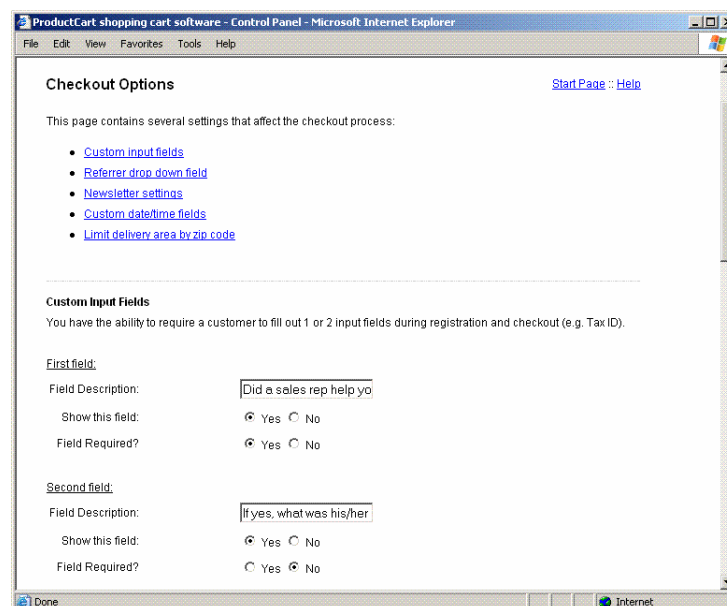 ProductCart shopping cart software - Control Panel - Microsoft Internet Explorer
File Edit View Favorites Tools Help
Checkout Options
Start Page :: Help
This page contains several settings that affect the checkout process:
Custom input fields
Referrer drop down field
Newsletter settings
Custom date/time fields
Limit delivery area by zip code
Custom Input Fields
You have the ability to require a customer to fill out 1 or 2 input fields during registration and checkout (e.g. Tax ID).
First field:
Field Description: Did a sales rep help yo
Show this field: Yes No
Field Required? Yes No
Second field:
Field Description: If yes, what was his/her
Show this field: Yes No
Field Required? Yes No
Done Internet